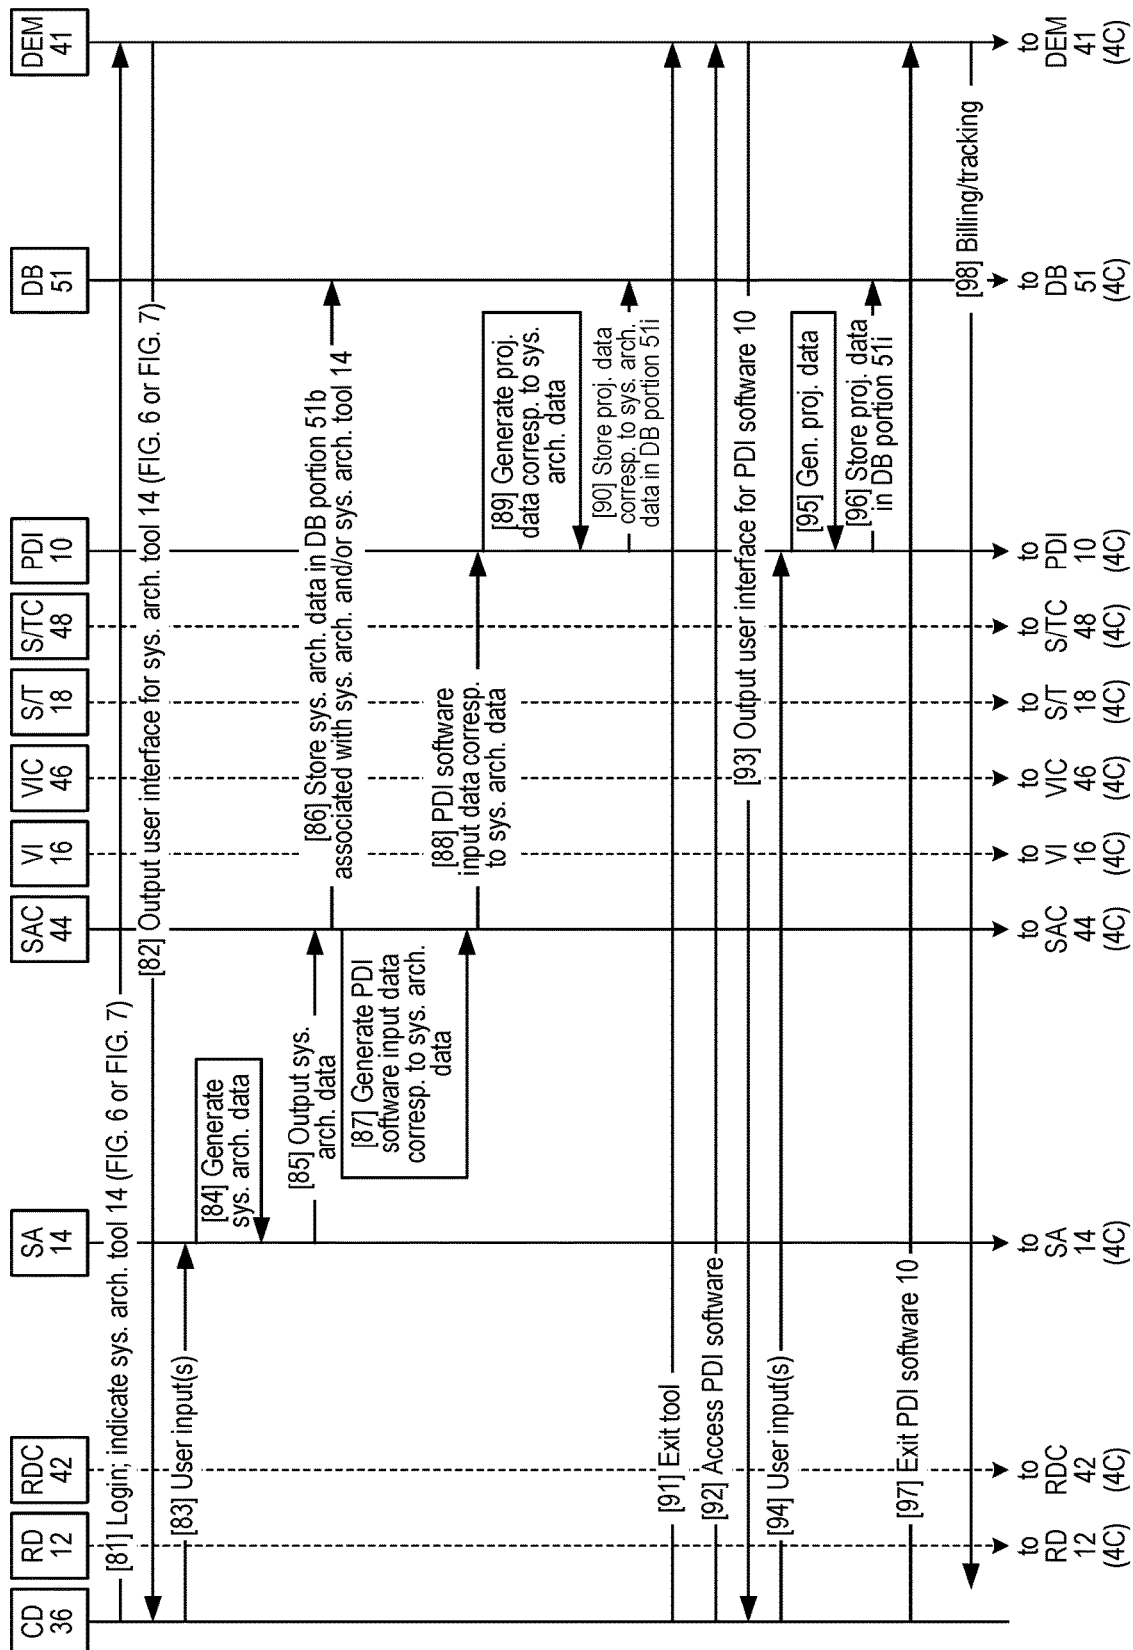 CD
36
RD
12
RDC
42
SA
14
SAC
44
VI
16
VIC
46
S/T
18
S/TC
48
PDI
10
DB
51
DEM
41
[81] Login; indicate sys. arch. tool 14 (FIG. 6 or FIG. 7)
[82] Output user interface for sys. arch. tool 14 (FIG. 6 or FIG. 7)
[83] User input(s)
[84] Generate
sys. arch. data
[85] Output sys.
arch. data
[86] Store sys. arch. data in DB portion 51b
associated with sys. arch. and/or sys. arch. tool 14
[87] Generate PDI
software input data
corresp. to sys. arch.
data
[88] PDI software
input data corresp.
to sys. arch. data
[89] Generate proj.
data corresp. to sys.
arch. data
[90] Store proj. data
corresp. to sys. arch.
data in DB portion 51i
[91] Exit tool
[92] Access PDI software
[93] Output user interface for PDI software 10
[94] User input(s)
[95] Gen. proj. data
[96] Store proj. data
in DB portion 51i
[97] Exit PDI software 10
[98] Billing/tracking
to
RD
12
(4C)
to
RDC
42
(4C)
to
SA
14
(4C)
to
SAC
44
(4C)
to
VI
16
(4C)
to
VIC
46
(4C)
to
S/T
18
(4C)
to
S/TC
48
(4C)
to
PDI
10
(4C)
to
DB
51
(4C)
to
DEM
41
(4C)